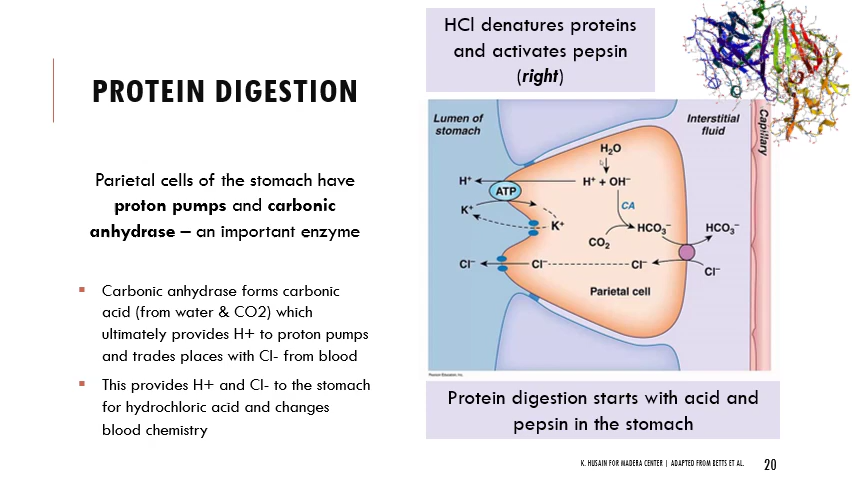 PROTEIN DIGESTION
Parietal cells of the stomach have
proton pumps and carbonic
anhydrase – an important enzyme
▪ Carbonic anhydrase forms carbonic
acid (from water & CO2) which
ultimately provides H+ to proton pumps
and trades places with Cl- from blood
▪ This provides H+ and Cl- to the stomach
for hydrochloric acid and changes
blood chemistry
HCl denatures proteins
and activates pepsin
(right)
Lumen of
stomach
Interstitial
fluid
Capillary
H₂O
H⁺
H⁺ + OH⁻
ATP
K⁺
CA
K⁺
HCO₃⁻
HCO₃⁻
CO₂
Cl⁻
Cl⁻
Cl⁻
Cl⁻
Parietal cell
Protein digestion starts with acid and
pepsin in the stomach
K. HUSAIN FOR MADERA CENTER | ADAPTED FROM BETTS ET AL.
20